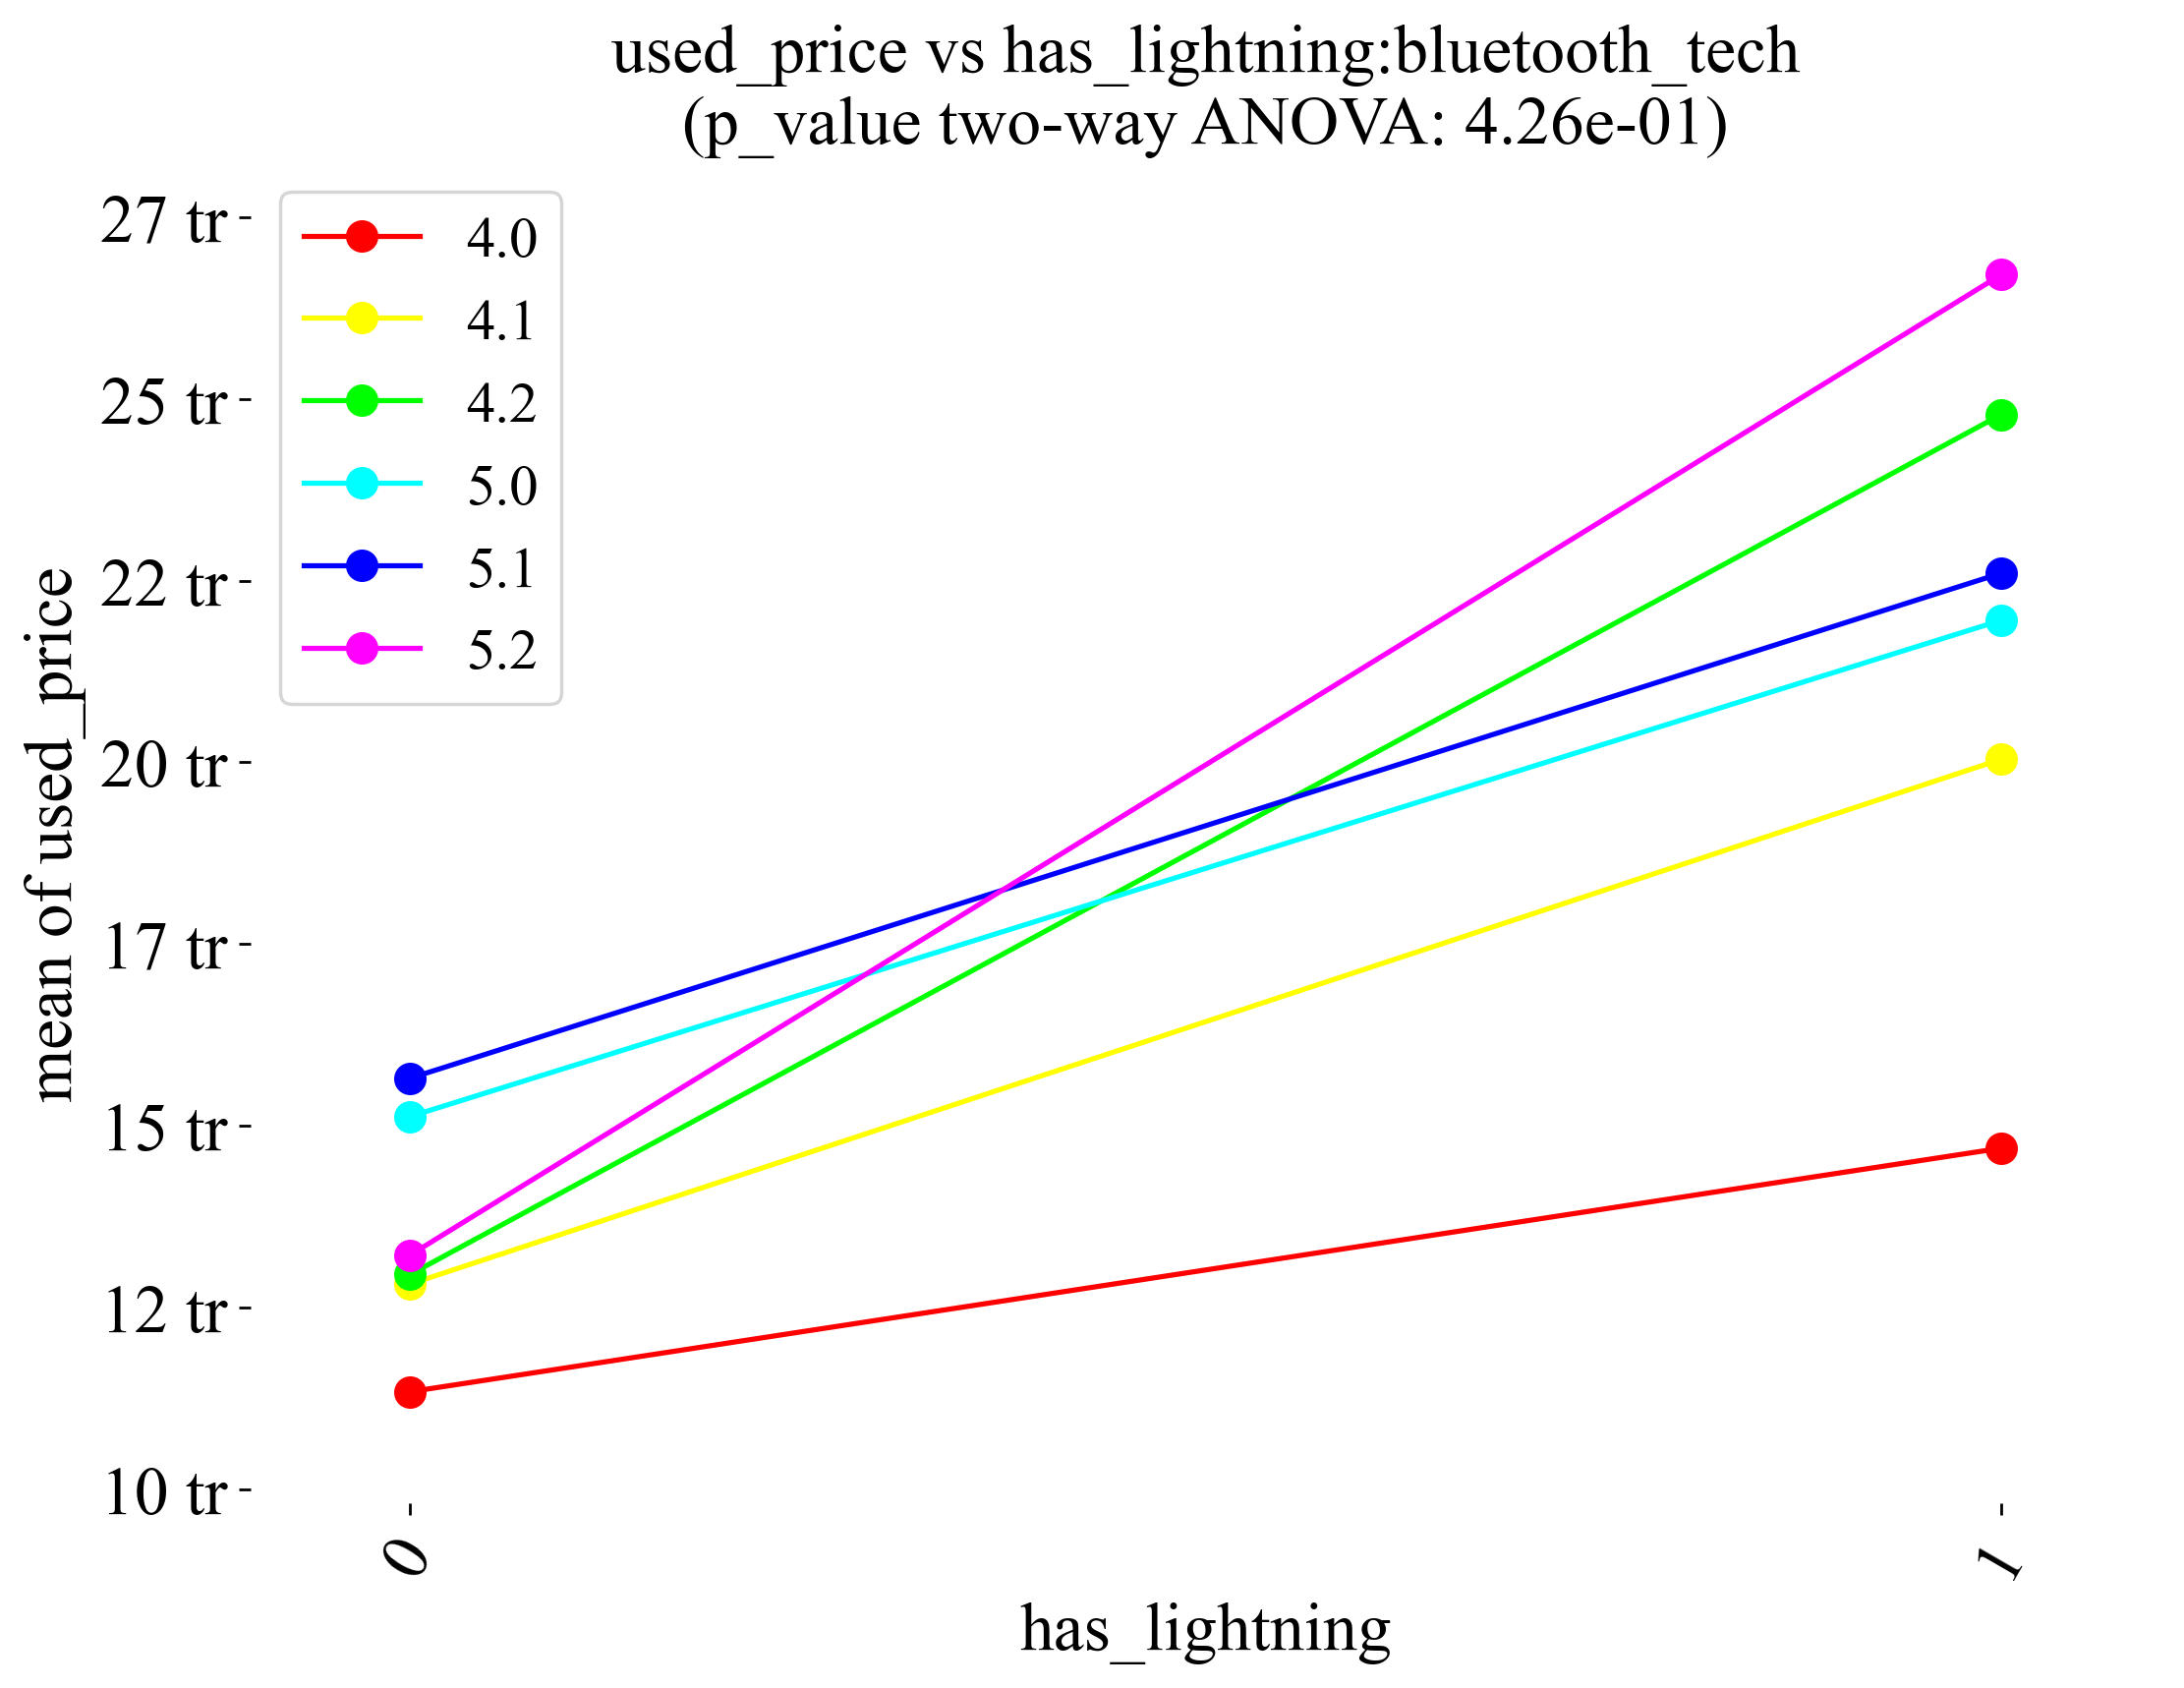 used_price vs has_lightning:bluetooth_tech
(p_value two-way ANOVA: 4.26e-01)
27 tr
25 tr
22 tr
20 tr
17 tr
15 tr
12 tr
10 tr
mean of used_price
4.0
4.1
4.2
5.0
5.1
5.2
0
1
has_lightning